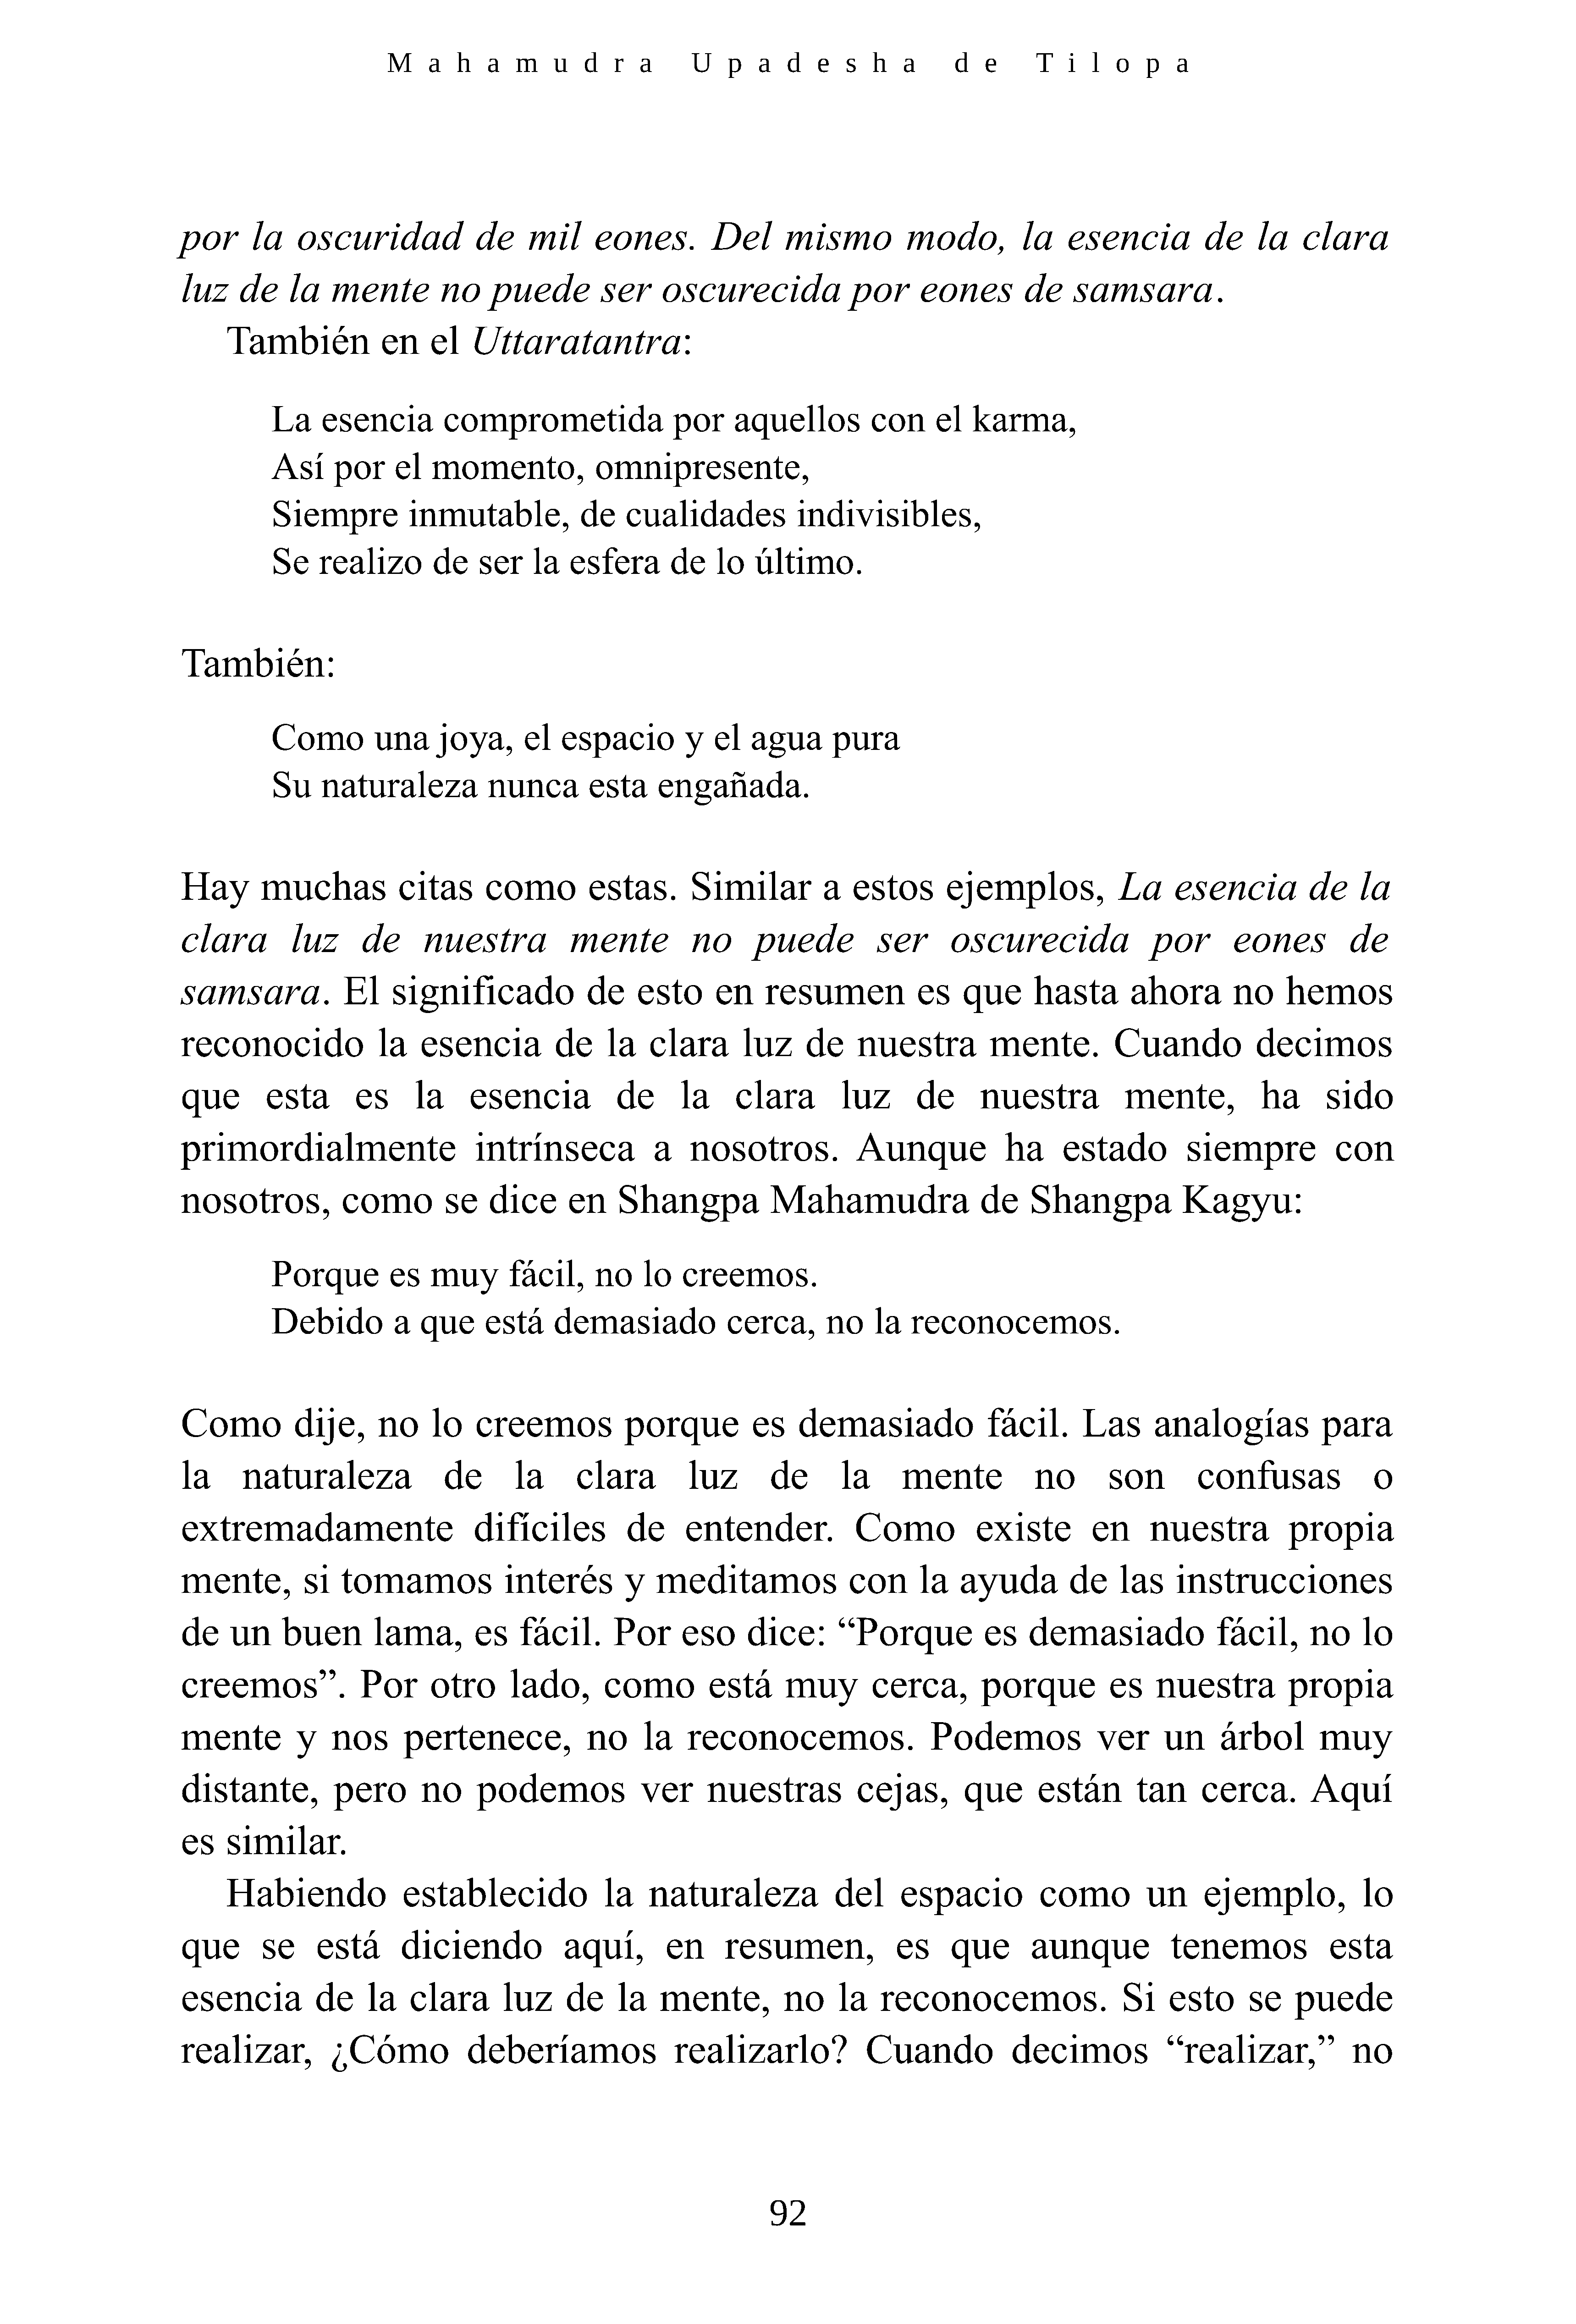 Mahamudra Upadesha de Tilopa
por la oscuridad de mil eones. Del mismo modo, la esencia de la clara
luz de la mente no puede ser oscurecida por eones de samsara.
También en el Uttaratantra:
La esencia comprometida por aquellos con el karma,
Así por el momento, omnipresente,
Siempre inmutable, de cualidades indivisibles,
Se realizo de ser la esfera de lo último.
También:
Como una joya, el espacio y el agua pura
Su naturaleza nunca esta engañada.
Hay muchas citas como estas. Similar a estos ejemplos, La esencia de la
clara luz de nuestra mente no puede ser oscurecida por eones de
samsara. El significado de esto en resumen es que hasta ahora no hemos
reconocido la esencia de la clara luz de nuestra mente. Cuando decimos
que esta es la esencia de la clara luz de nuestra mente, ha sido
primordialmente intrínseca a nosotros. Aunque ha estado siempre con
nosotros, como se dice en Shangpa Mahamudra de Shangpa Kagyu:
Porque es muy fácil, no lo creemos.
Debido a que está demasiado cerca, no la reconocemos.
Como dije, no lo creemos porque es demasiado fácil. Las analogías para
la naturaleza de la clara luz de la mente no son confusas o
extremadamente difíciles de entender. Como existe en nuestra propia
mente, si tomamos interés y meditamos con la ayuda de las instrucciones
de un buen lama, es fácil. Por eso dice: “Porque es demasiado fácil, no lo
creemos”. Por otro lado, como está muy cerca, porque es nuestra propia
mente y nos pertenece, no la reconocemos. Podemos ver un árbol muy
distante, pero no podemos ver nuestras cejas, que están tan cerca. Aquí
es similar.
Habiendo establecido la naturaleza del espacio como un ejemplo, lo
que se está diciendo aquí, en resumen, es que aunque tenemos esta
esencia de la clara luz de la mente, no la reconocemos. Si esto se puede
realizar, ¿Cómo deberíamos realizarlo? Cuando decimos “realizar,” no
92